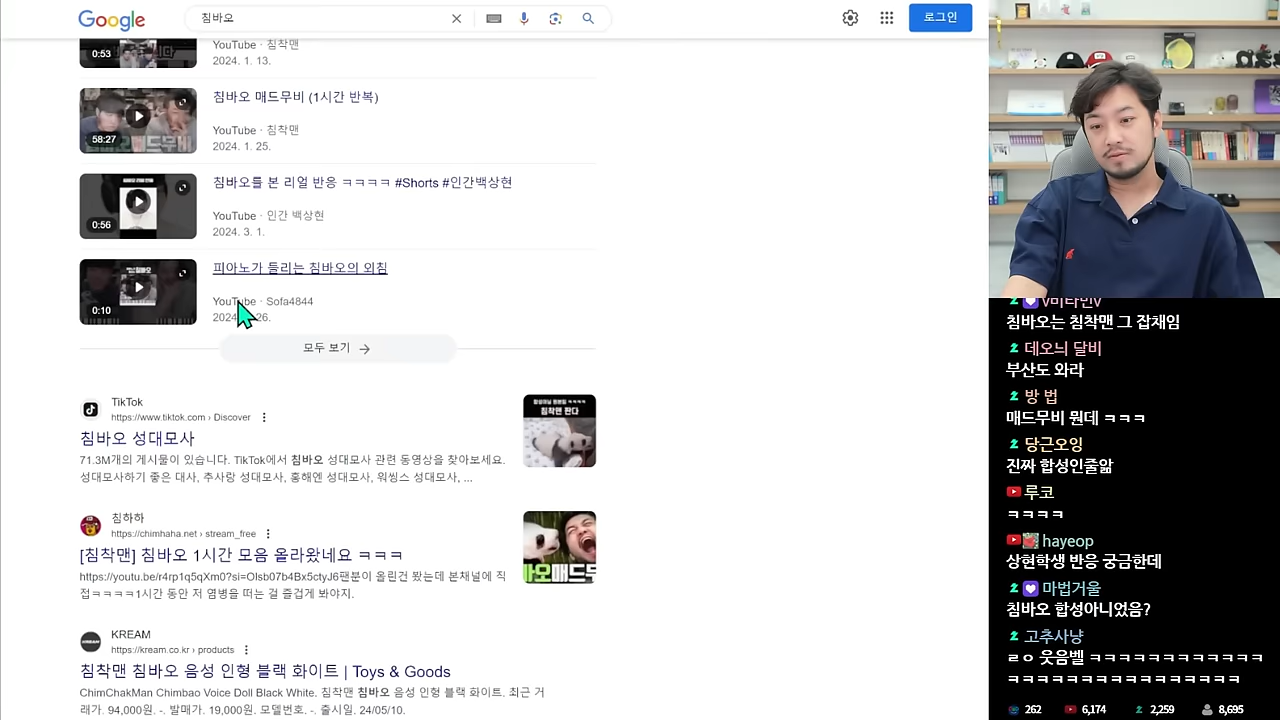 Google
침바오
로그인
0:53
YouTube · 침착맨
2024. 1. 13.
침바오 매드무비 (1시간 반복)
58:27
YouTube · 침착맨
2024. 1. 25.
침바오를 본 리얼 반응 ㅋㅋㅋㅋ #Shorts #인간백상현
0:56
YouTube · 인간 백상현
2024. 3. 1.
피아노가 들리는 침바오의 외침
0:10
YouTube · Sofa4844
모두 보기 →
TikTok
https://www.tiktok.com › Discover
침바오 성대모사
71.3M개의 게시물이 있습니다. TikTok에서 침바오 성대모사 관련 동영상을 찾아보세요.
성대모사하기 좋은 대사, 추사랑 성대모사, 홍해엔 성대모사, 워씽스 성대모사, ...
침착맨 판다
침하하
https://chimhaha.net › stream_free
[침착맨] 침바오 1시간 모음 올라왔네요 ㅋㅋㅋ
https://youtu.be/r4rp1q5qXm0?si=OIsb07b4Bx5ctyJ6팬분이 올린건 봤는데 본채널에 직
접ㅋㅋㅋㅋ1시간 동안 저 염병을 떠는 걸 즐겁게 봐야지.
KREAM
https://kream.co.kr › products
침착맨 침바오 음성 인형 블랙 화이트 | Toys & Goods
ChimChakMan Chimbao Voice Doll Black White. 침착맨 침바오 음성 인형 블랙 화이트. 최근 거
래가. 94,000원. -. 발매가. 19,000원. 모델번호. -. 출시일. 24/05/10.
v비타민v
침바오는 침착맨 그 잡채임
데오늬 달비
부산도 와라
방 법
매드무비 뭔데 ㅋㅋㅋ
당근오잉
진짜 합성인줄앎
루코
ㅋㅋㅋㅋ
hayeop
상현학생 반응 궁금한데
마법거울
침바오 합성아니었음?
고추사냥
ㄹㅇ 웃음벨 ㅋㅋㅋㅋㅋㅋㅋㅋㅋㅋㅋㅋ
ㅋㅋㅋㅋㅋㅋㅋㅋㅋㅋㅋㅋㅋㅋㅋㅋ
262
6,174
2,259
8,695